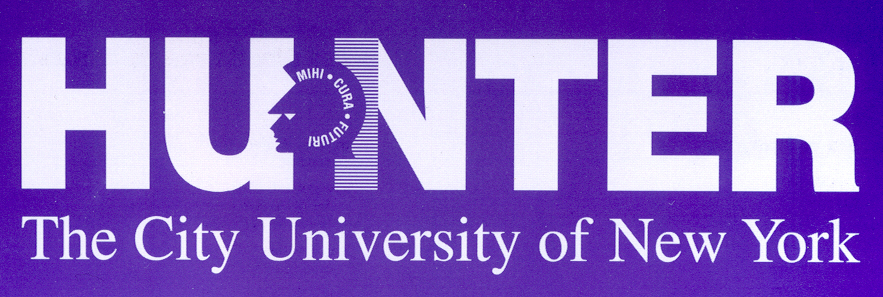 HUNTER
MIHI • CURA • FUTURI
The City University of New York